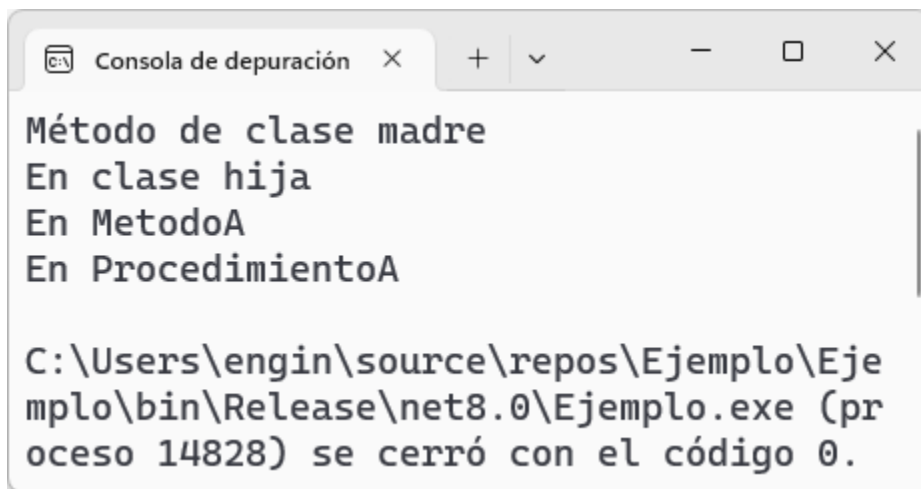 Consola de depuración
Método de clase madre
En clase hija
En MetodoA
En ProcedimientoA
C:\Users\engin\source\repos\Ejemplo\Eje
mplo\bin\Release\net8.0\Ejemplo.exe (pr
oceso 14828) se cerró con el código 0.